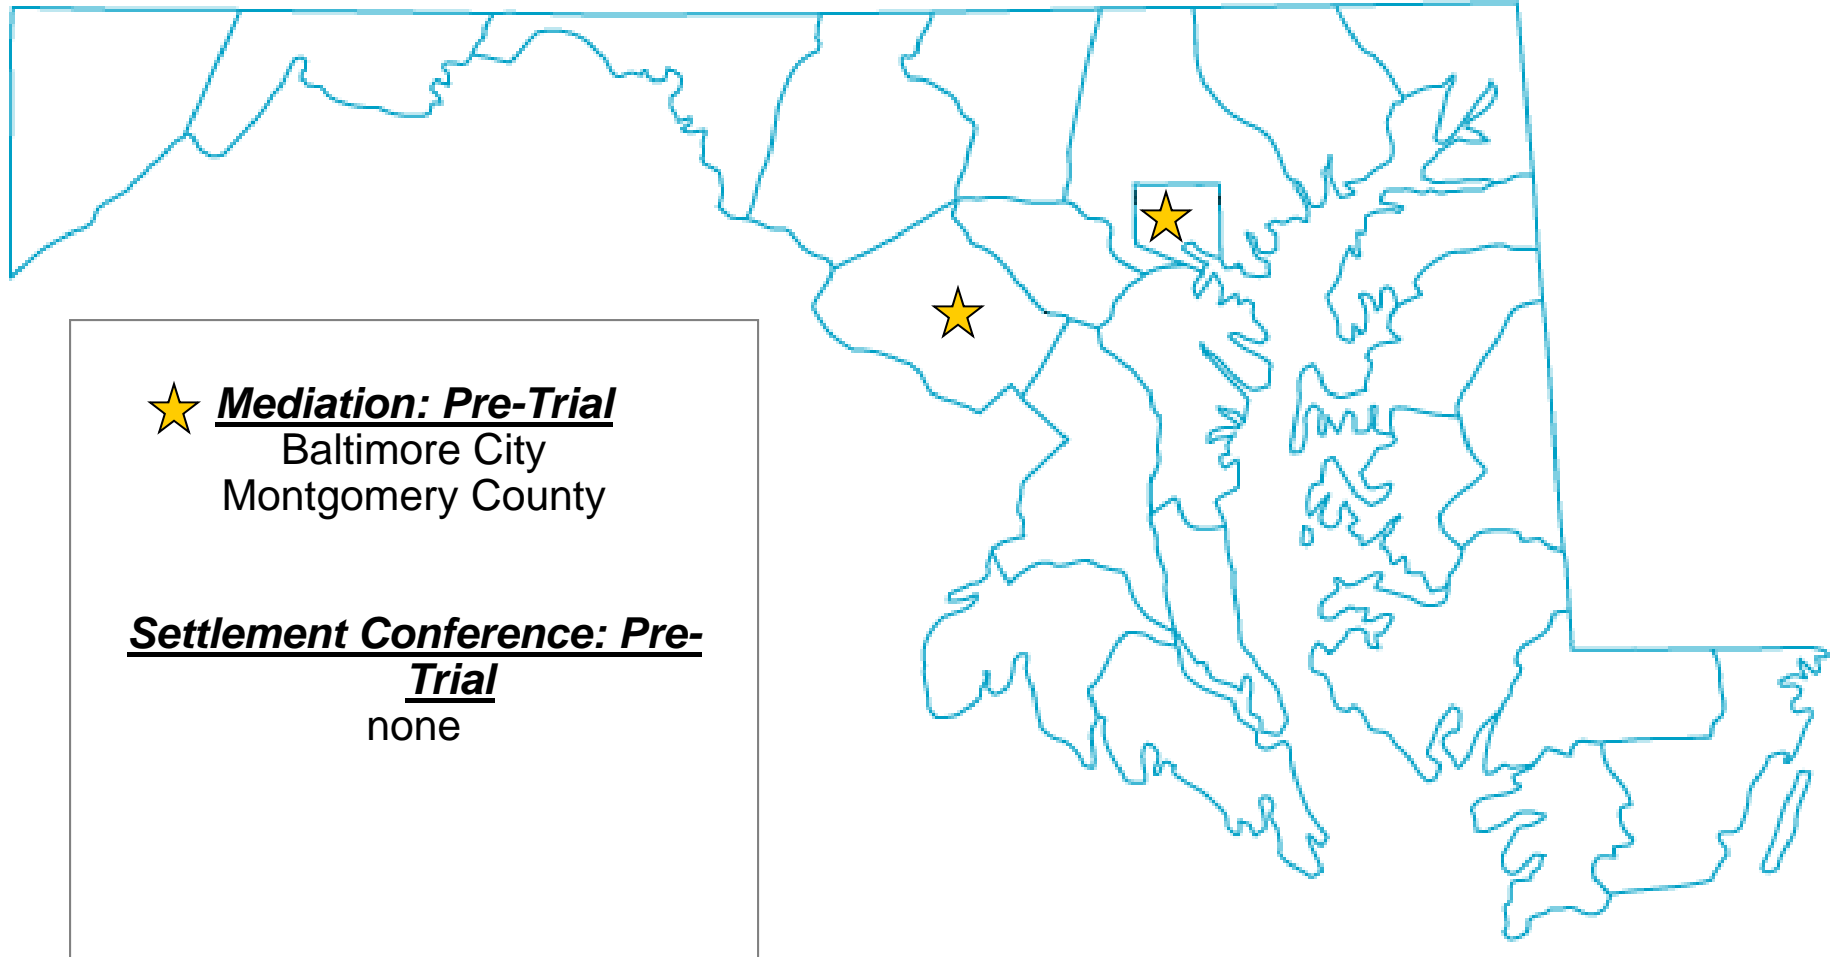 Mediation: Pre-Trial
Baltimore City
Montgomery County
Settlement Conference: Pre-
Trial
none